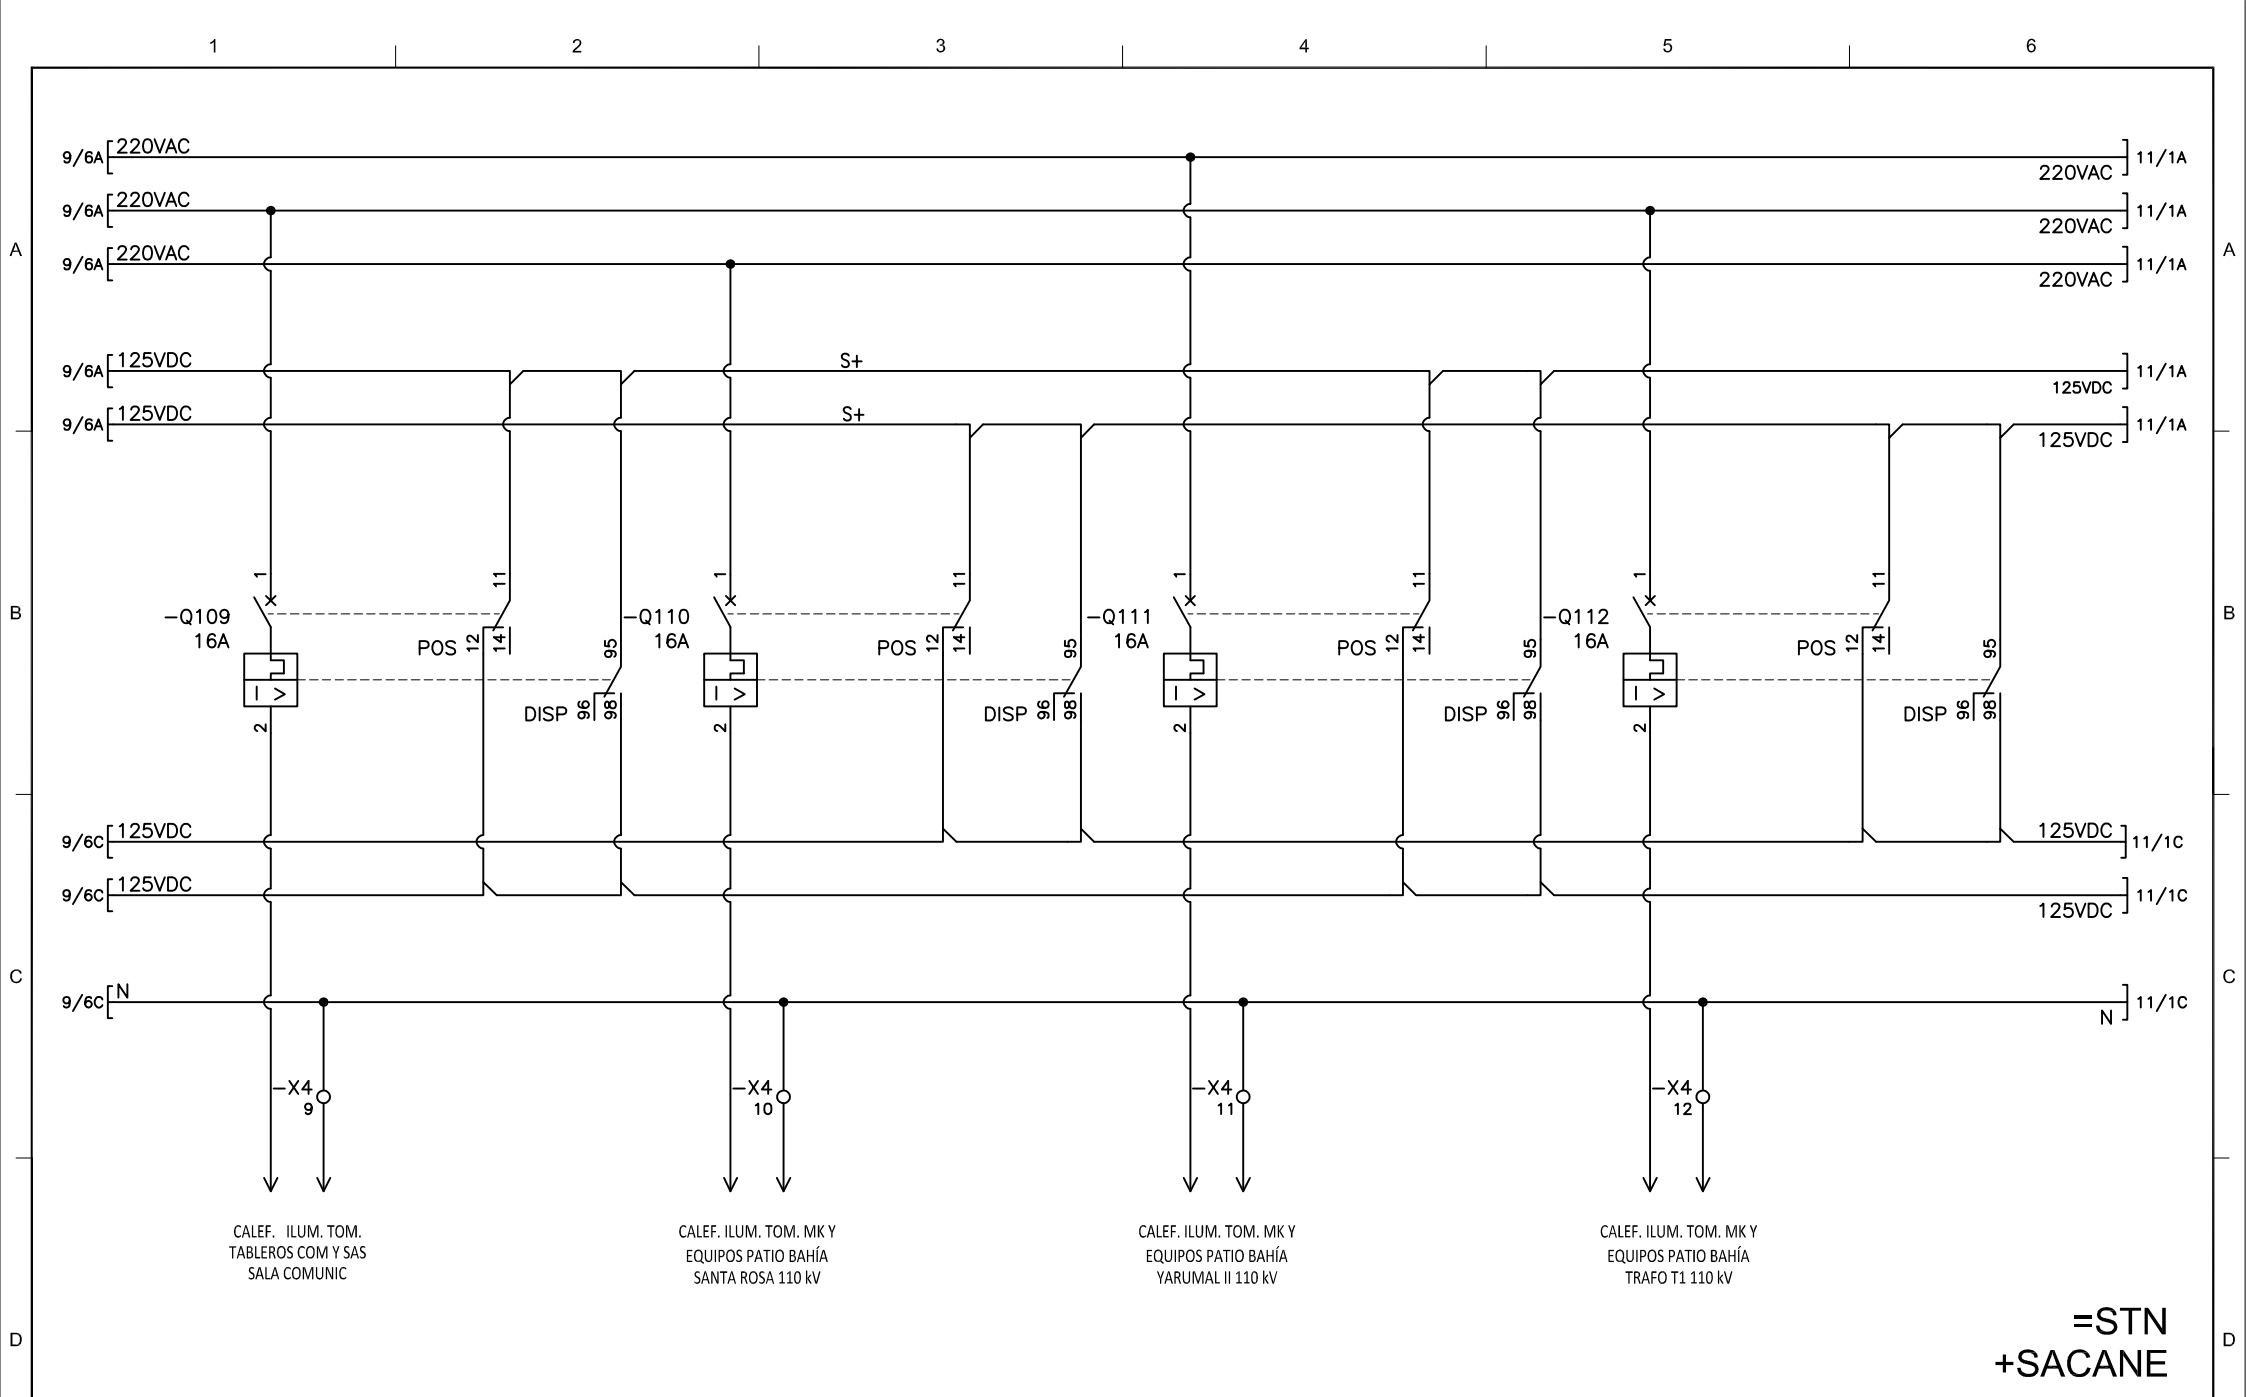 1 2 3 4 5 6
9/6A 220VAC 11/1A
220VAC
9/6A 220VAC 11/1A
220VAC
A A
9/6A 220VAC 11/1A
220VAC
9/6A 125VDC S+ 11/1A
125VDC
9/6A 125VDC S+ 11/1A
125VDC
1 11 1 11 1 11 1 11
B B
-Q109 -Q110 -Q111 -Q112
16A 16A 16A 16A
POS 12 14 95 POS 12 14 95 POS 12 14 95 POS 12 14 95
I > I > I > I >
DISP 96 98 DISP 96 98 DISP 96 98 DISP 96 98
2 2 2 2
9/6C 125VDC 125VDC 11/1C
9/6C 125VDC 11/1C
125VDC
C C
9/6C N 11/1C
N
-X4 -X4 -X4 -X4
9 10 11 12
CALEF. ILUM. TOM.
TABLEROS COM Y SAS
SALA COMUNIC
CALEF. ILUM. TOM. MK Y
EQUIPOS PATIO BAHÍA
SANTA ROSA 110 kV
CALEF. ILUM. TOM. MK Y
EQUIPOS PATIO BAHÍA
YARUMAL II 110 kV
CALEF. ILUM. TOM. MK Y
EQUIPOS PATIO BAHÍA
TRAFO T1 110 kV
D D
=STN
+SACANE